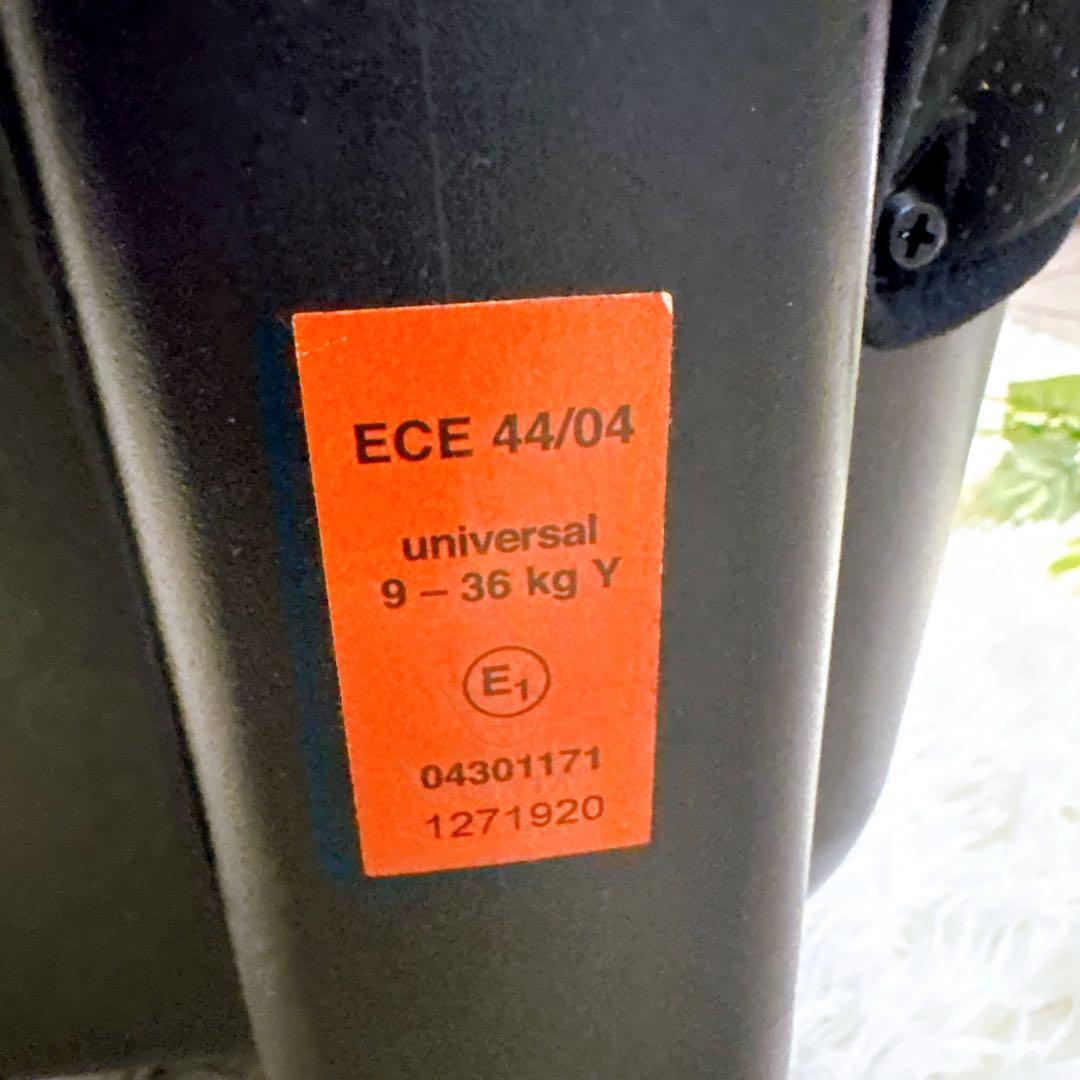 ECE 44/04
universal
9 – 36 kg Y
E1
04301171
1271920